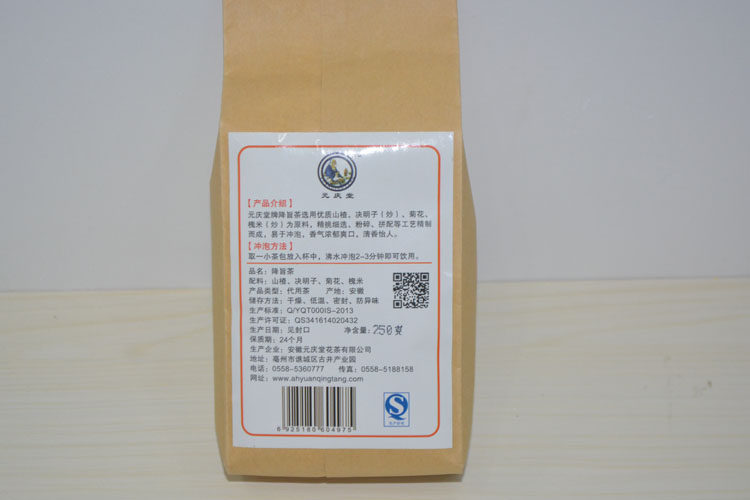 元庆堂
【产品介绍】
元庆堂牌降旨茶选用优质山楂、决明子（炒）、菊花、
槐米（炒）为原料，精挑细选、粉碎、拼配等工艺精制
而成，易于冲泡，香气浓郁爽口，清香怡人。
【冲泡方法】
取一小茶包放入杯中，沸水冲泡2-3分钟即可饮用。
品名：降旨茶
配料：山楂、决明子、菊花、槐米
产品类型：代用茶 产地：安徽
储存方法：干燥、低温、密封、防异味
生产标准：Q/YQT000IS-2013
生产许可证：QS341614020432
生产日期：见封口 净含量：250克
保质期：24个月
生产企业：安徽元庆堂花茶有限公司
地址：亳州市谯城区古井产业园
电话：0558-5360777 传真：0558-5188158
网址：www.ahyuanqingtang.com
6 925180 604975
QS
生产许可